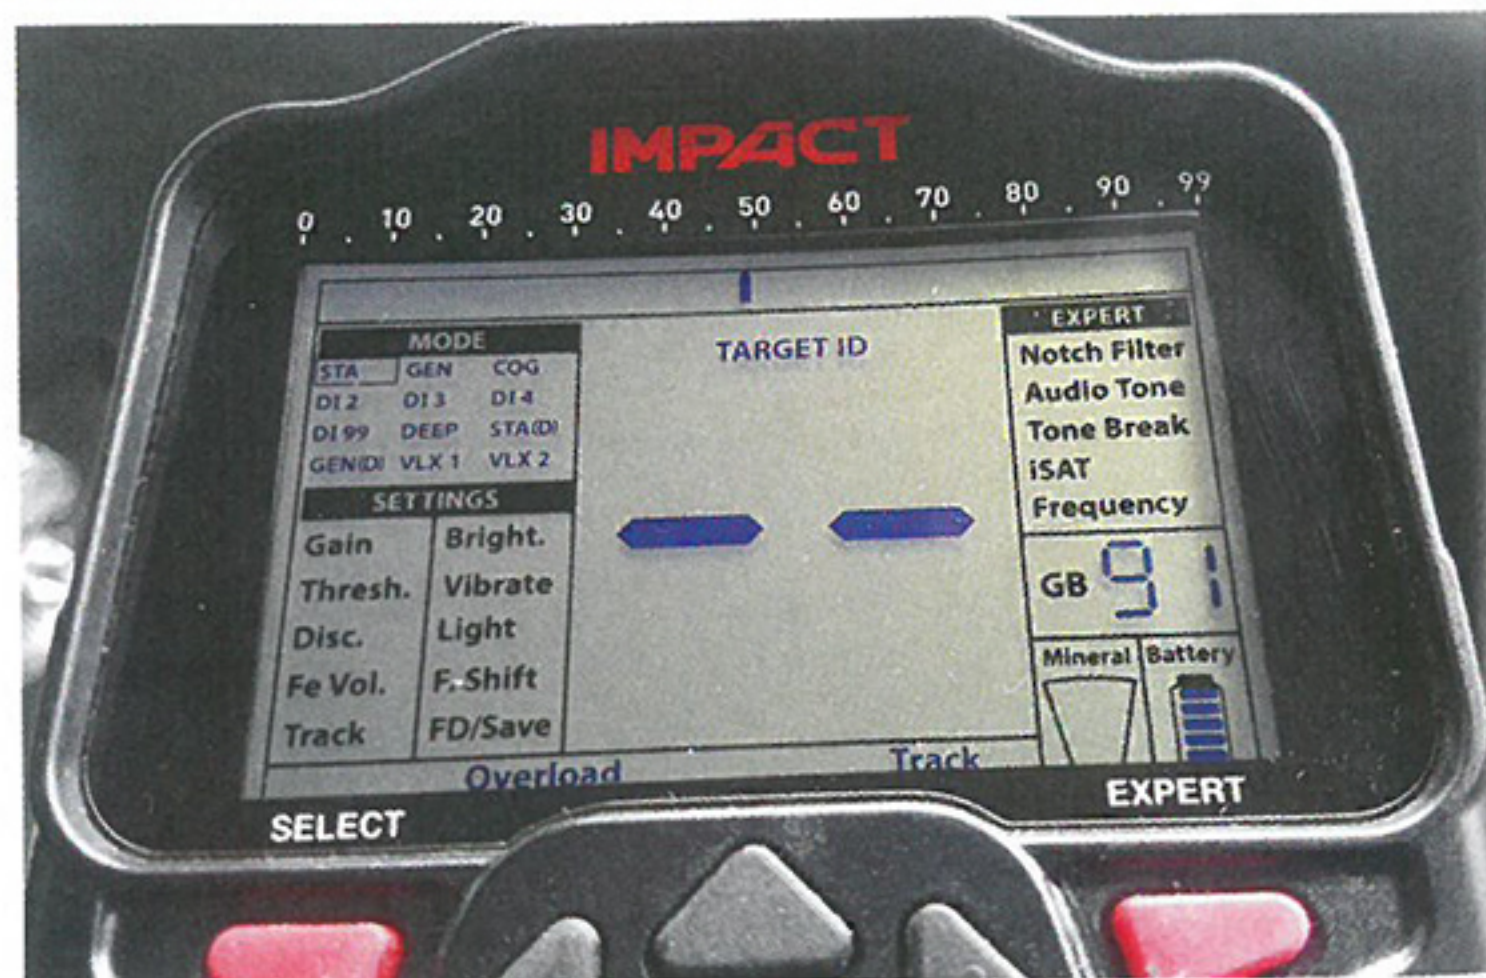 IMPACT
0 10 20 30 40 50 60 70 80 90 99
MODE
STA GEN COG
DI 2 DI 3 DI 4
DI 99 DEEP STA(D)
GEN(D) VLX 1 VLX 2
SETTINGS
Gain Bright.
Thresh. Vibrate
Disc. Light
Fe Vol. F. Shift
Track FD/Save
TARGET ID
-- 
EXPERT
Notch Filter
Audio Tone
Tone Break
iSAT
Frequency
GB 91
Mineral Battery
Overload Track
SELECT EXPERT